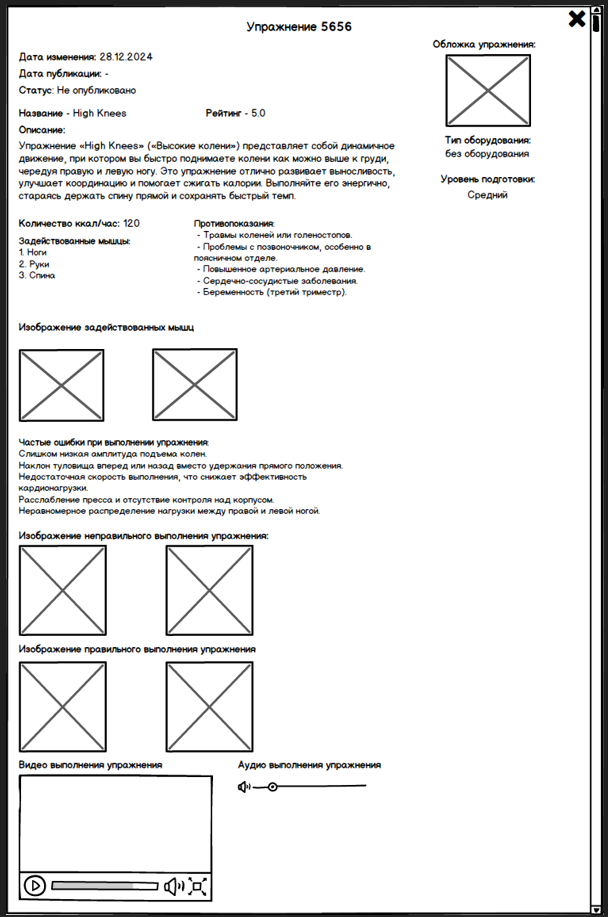 Упражнение 5656
Обложка упражнения:
Дата изменения: 28.12.2024
Дата публикации: -
Статус: Не опубликовано
Название - High Knees
Рейтинг - 5.0
Описание:
Упражнение «High Knees» («Высокие колени») представляет собой динамичное
движение, при котором вы быстро поднимаете колени как можно выше к груди,
чередуя правую и левую ногу. Это упражнение отлично развивает выносливость,
улучшает координацию и помогает сжигать калории. Выполняйте его энергично,
стараясь держать спину прямой и сохранять быстрый темп.
Тип оборудования:
без оборудования
Уровень подготовки:
Средний
Количество ккал/час: 120
Задействованные мышцы:
1. Ноги
2. Руки
3. Спина
Противопоказания:
- Травмы коленей или голеностопов.
- Проблемы с позвоночником, особенно в
поясничном отделе.
- Повышенное артериальное давление.
- Сердечно-сосудистые заболевания.
- Беременность (третий триместр).
Изображение задействованных мышц
Частые ошибки при выполнении упражнения:
Слишком низкая амплитуда подъема колен.
Наклон туловища вперед или назад вместо удержания прямого положения.
Недостаточная скорость выполнения, что снижает эффективность
кардионагрузки.
Расслабление пресса и отсутствие контроля над корпусом.
Неравномерное распределение нагрузки между правой и левой ногой.
Изображение неправильного выполнения упражнения:
Изображение правильного выполнения упражнения
Видео выполнения упражнения
Аудио выполнения упражнения